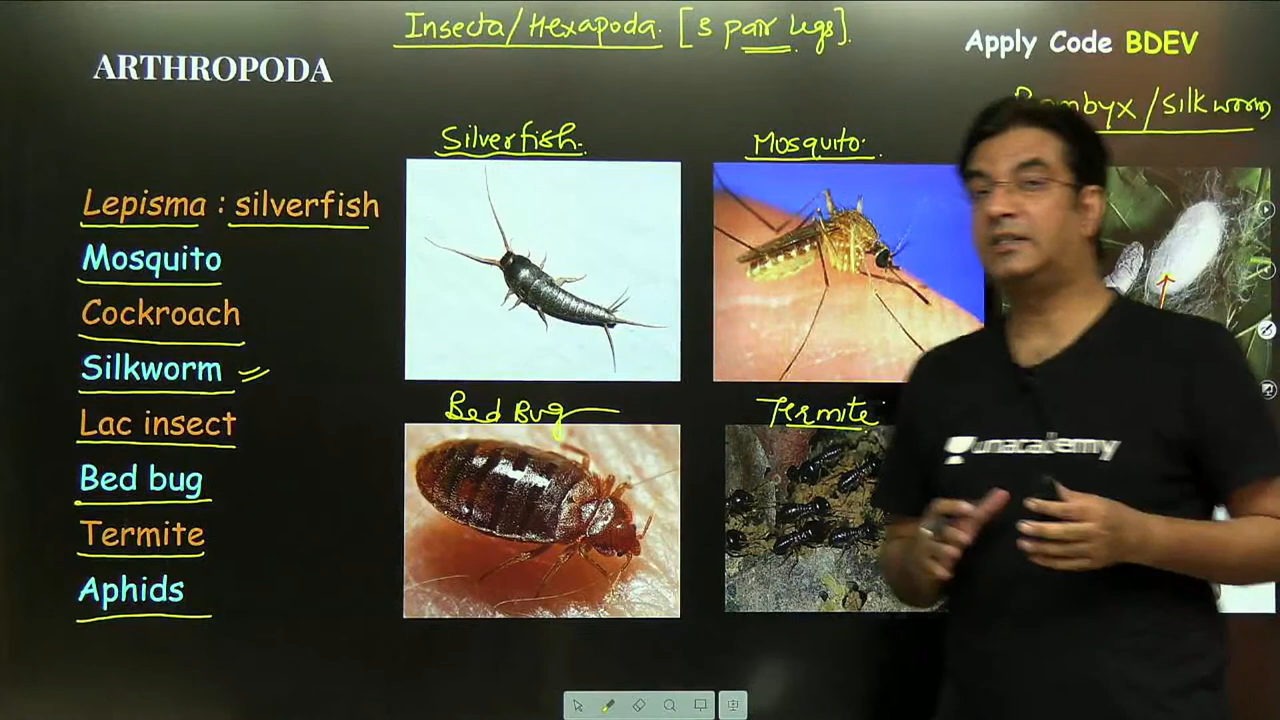 Insecta/Hexapoda. [3 pair legs].
Apply Code BDEV
ARTHROPODA
Bombyx/silkworm
Silverfish.
Mosquito.
Lepisma : silverfish
Mosquito
Cockroach
Silkworm
Lac insect
Bed bug
Termite
Aphids
Bed Bug
Termite
unacademy